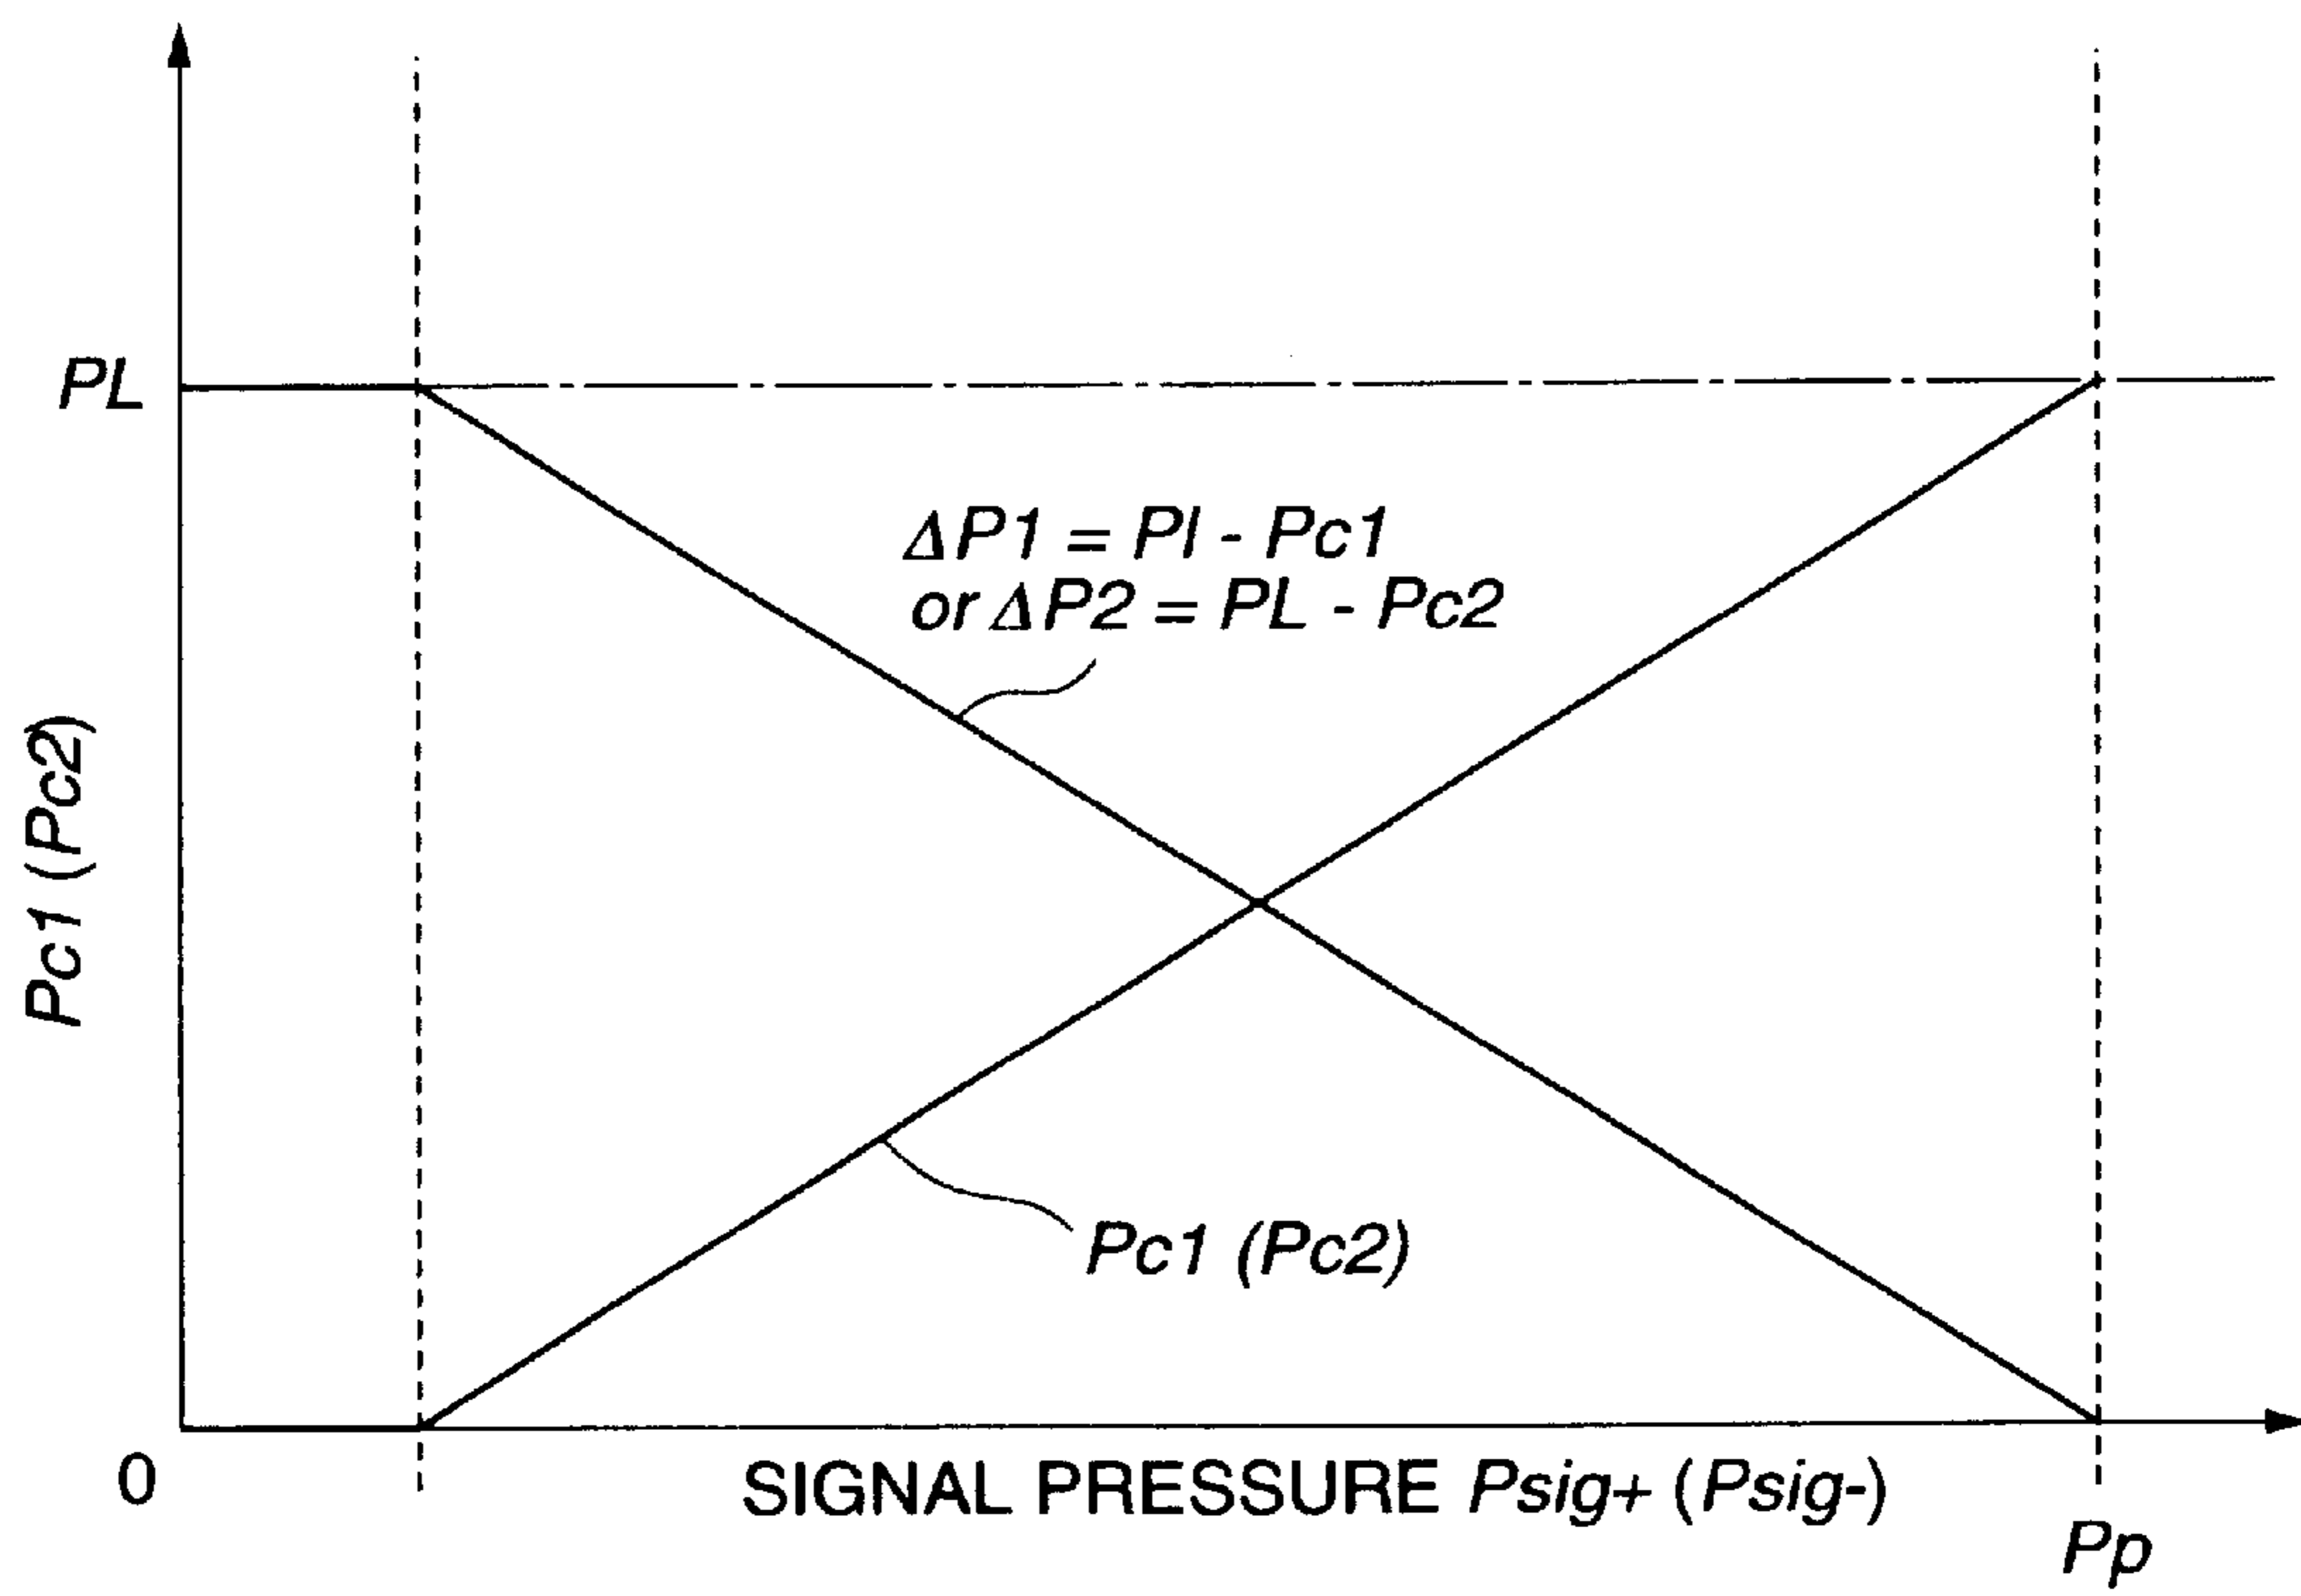 PL
ΔP1 = Pl - Pc1
or ΔP2 = PL - Pc2
Pc1 (Pc2)
Pc1 (Pc2)
0
SIGNAL PRESSURE Psig+ (Psig-)
Pp